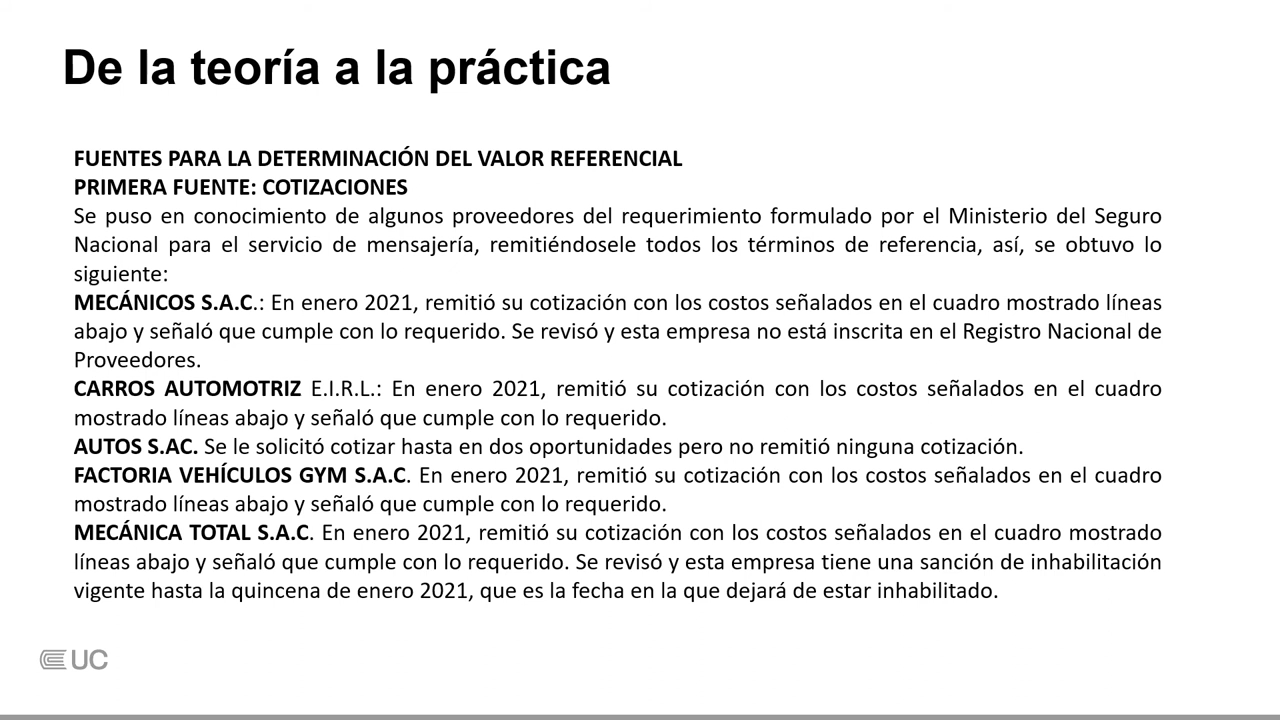 De la teoría a la práctica
FUENTES PARA LA DETERMINACIÓN DEL VALOR REFERENCIAL
PRIMERA FUENTE: COTIZACIONES
Se puso en conocimiento de algunos proveedores del requerimiento formulado por el Ministerio del Seguro
Nacional para el servicio de mensajería, remitiéndosele todos los términos de referencia, así, se obtuvo lo
siguiente:
MECÁNICOS S.A.C.: En enero 2021, remitió su cotización con los costos señalados en el cuadro mostrado líneas
abajo y señaló que cumple con lo requerido. Se revisó y esta empresa no está inscrita en el Registro Nacional de
Proveedores.
CARROS AUTOMOTRIZ E.I.R.L.: En enero 2021, remitió su cotización con los costos señalados en el cuadro
mostrado líneas abajo y señaló que cumple con lo requerido.
AUTOS S.AC. Se le solicitó cotizar hasta en dos oportunidades pero no remitió ninguna cotización.
FACTORIA VEHÍCULOS GYM S.A.C. En enero 2021, remitió su cotización con los costos señalados en el cuadro
mostrado líneas abajo y señaló que cumple con lo requerido.
MECÁNICA TOTAL S.A.C. En enero 2021, remitió su cotización con los costos señalados en el cuadro mostrado
líneas abajo y señaló que cumple con lo requerido. Se revisó y esta empresa tiene una sanción de inhabilitación
vigente hasta la quincena de enero 2021, que es la fecha en la que dejará de estar inhabilitado.
UC